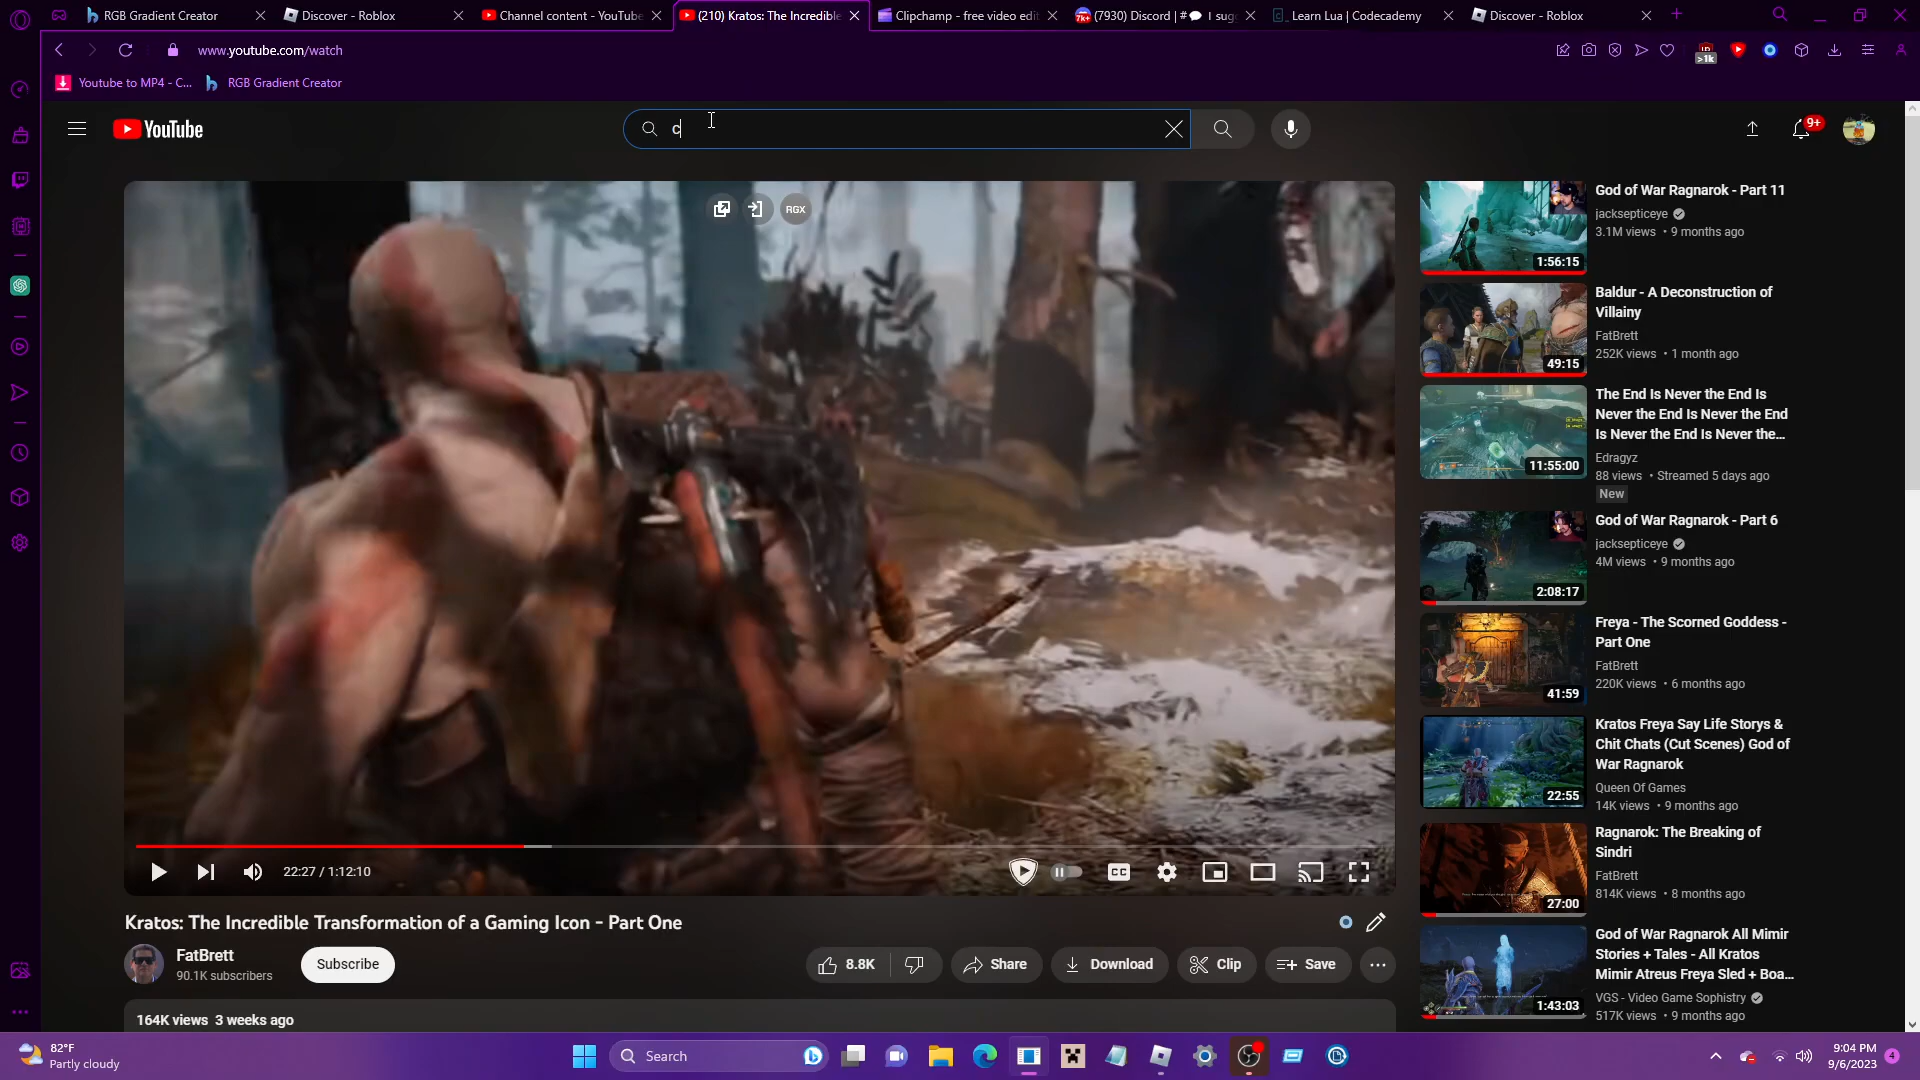 RGB Gradient Creator
Discover - Roblox
Channel content - YouTube
(210) Kratos: The Incredible
Clipchamp - free video edit
(7930) Discord | # I sug
Learn Lua | Codecademy
Discover - Roblox
www.youtube.com/watch
>1k
Youtube to MP4 - C...
RGB Gradient Creator
YouTube
c
9+
RGX
22:27 / 1:12:10
CC
Kratos: The Incredible Transformation of a Gaming Icon - Part One
FatBrett
90.1K subscribers
Subscribe
8.8K
Share
Download
Clip
Save
164K views 3 weeks ago
God of War Ragnarok - Part 11
jacksepticeye
3.1M views • 9 months ago
1:56:15
Baldur - A Deconstruction of
Villainy
FatBrett
252K views • 1 month ago
49:15
The End Is Never the End Is
Never the End Is Never the End
Is Never the End Is Never the...
Edragyz
88 views • Streamed 5 days ago
New
11:55:00
God of War Ragnarok - Part 6
jacksepticeye
4M views • 9 months ago
2:08:17
Freya - The Scorned Goddess -
Part One
FatBrett
220K views • 6 months ago
41:59
Kratos Freya Say Life Storys &
Chit Chats (Cut Scenes) God of
War Ragnarok
Queen Of Games
14K views • 9 months ago
22:55
Ragnarok: The Breaking of
Sindri
FatBrett
814K views • 8 months ago
27:00
God of War Ragnarok All Mimir
Stories + Tales - All Kratos
Mimir Atreus Freya Sled + Boa...
VGS - Video Game Sophistry
517K views • 9 months ago
1:43:03
82°F
Partly cloudy
Search
9:04 PM
9/6/2023
4